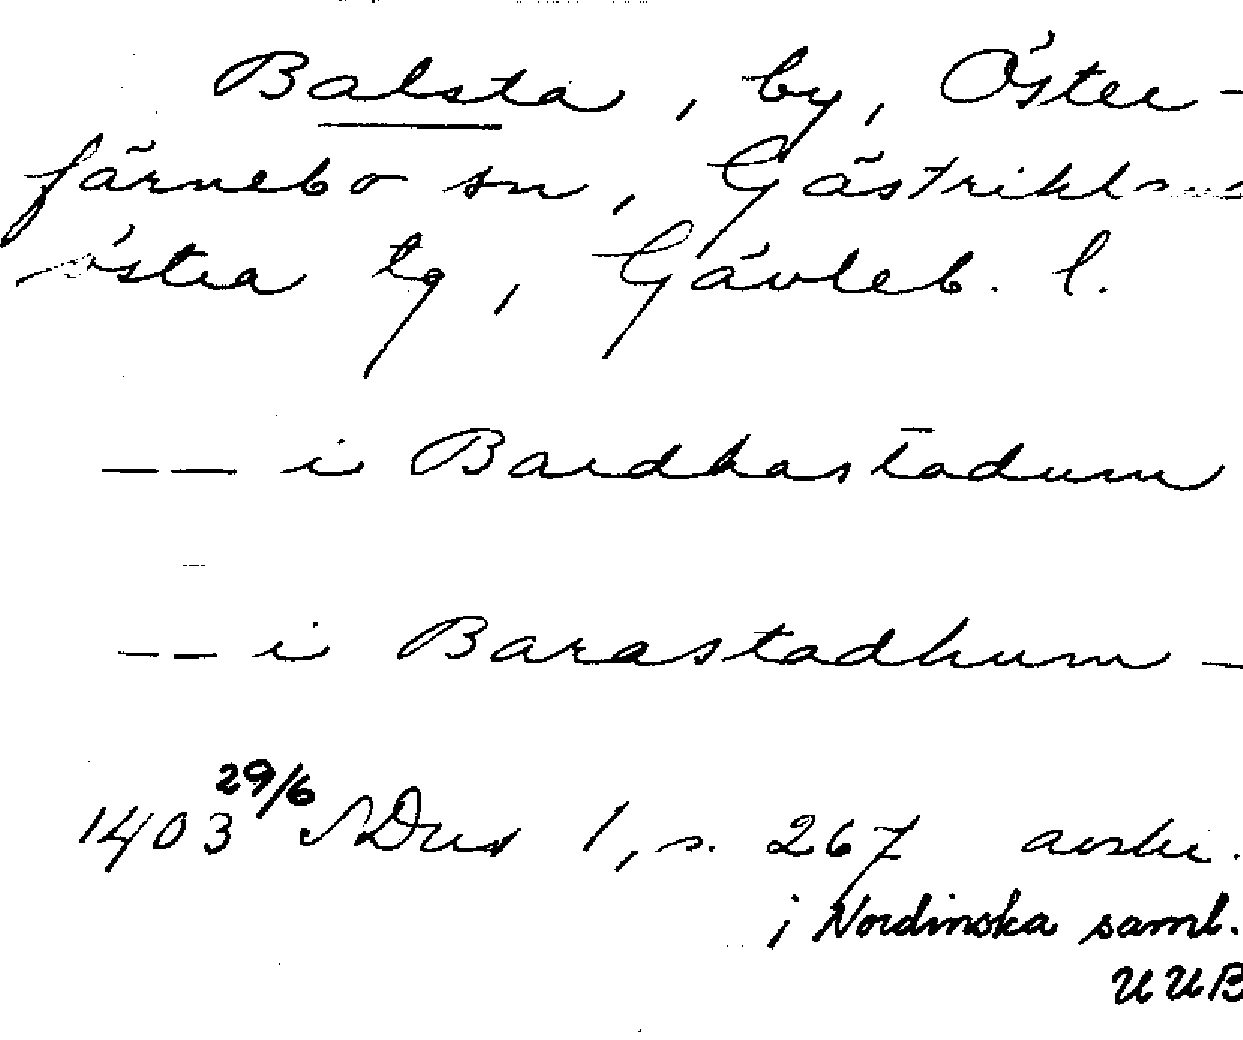 Balsta, by, Öster-
färnebo sn, Gästriklands
östra tg, Gävleb. l.
— — i Bardhastadum
— — i Barastadhum —
1403 29/6 NDns 1, s. 267 avskr.
i Nordinska saml.
UUB